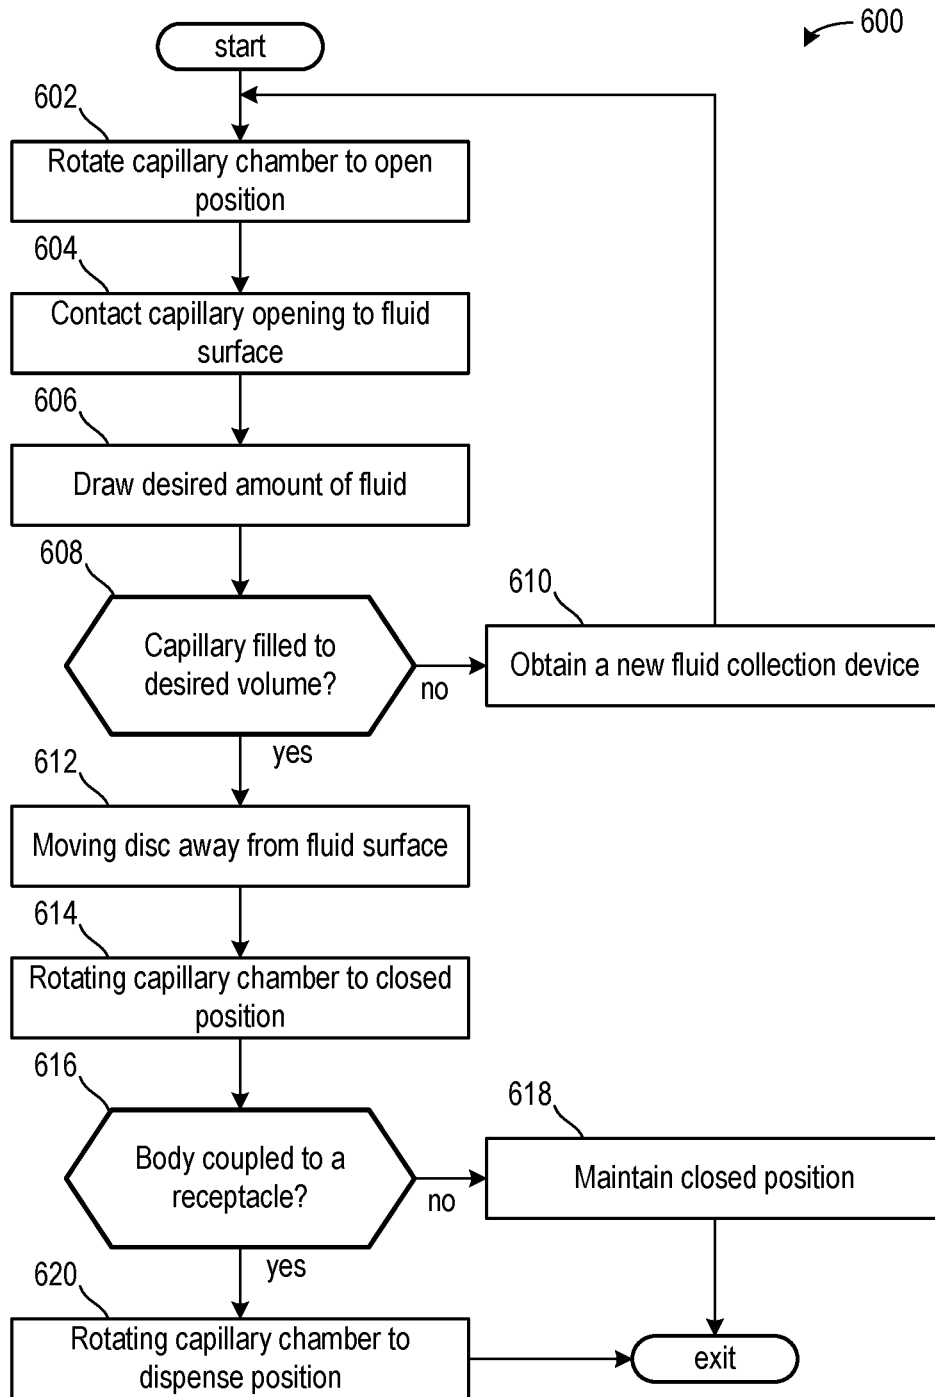 600
start
602
Rotate capillary chamber to open
position
604
Contact capillary opening to fluid
surface
606
Draw desired amount of fluid
608
Capillary filled to
desired volume?
no
yes
610
Obtain a new fluid collection device
612
Moving disc away from fluid surface
614
Rotating capillary chamber to closed
position
616
Body coupled to a
receptacle?
no
yes
618
Maintain closed position
620
Rotating capillary chamber to
dispense position
exit